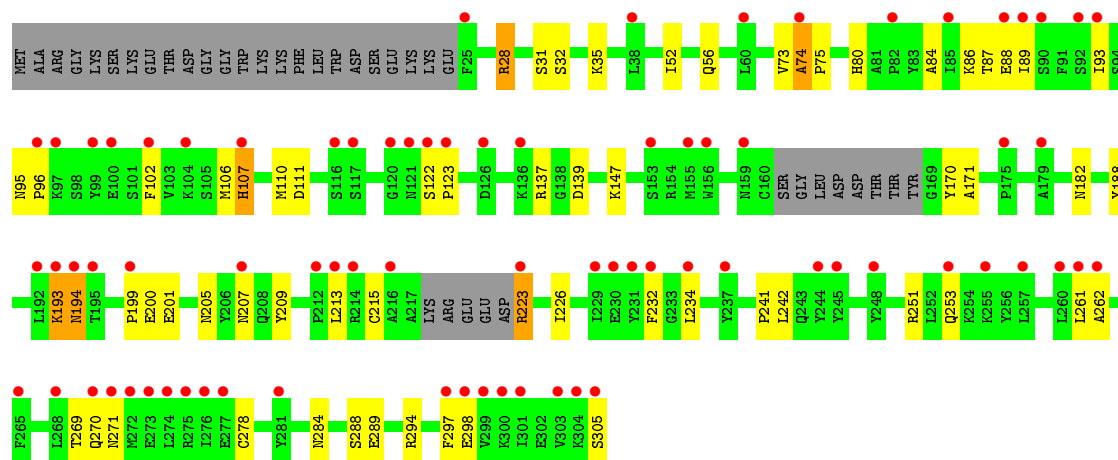 MET ALA ARG GLY LYS SER LYS GLU THR ASP GLY GLY TRP LYS LYS PHE LEU TRP ASP SER GLU LYS LYS GLU F25 R28 S31 S32 K35 L38 I52 Q56 L60 V73 A74 P75 H80 A81 P82 Y83 A84 I85 K86 T87 E88 I89 S90 F91 S92 I93 S94
N95 P96 K97 S98 Y99 E100 S101 F102 V103 K104 S105 M106 H107 M110 D111 S116 S117 G120 N121 S122 P123 D126 K136 R137 G138 D139 K147 S153 R154 M155 W156 N159 C160 SER GLY LEU ASP ASP THR THR TYR G169 Y170 A171 P175 A179 N182 Y188
L192 K193 N194 T195 P199 E200 E201 N205 Y206 N207 Q208 Y209 P212 L213 R214 C215 A216 A217 LYS ARG GLU GLU ASP R223 I226 I229 E230 Y231 F232 G233 L234 Y237 P241 L242 Q243 Y244 Y245 Y248 R251 L252 Q253 K254 K255 Y256 L257 L260 L261 A262
F265 L268 T269 Q270 N271 M272 E273 L274 R275 I276 E277 C278 Y281 N284 S288 E289 R294 F297 E298 V299 K300 I301 E302 V303 K304 S305